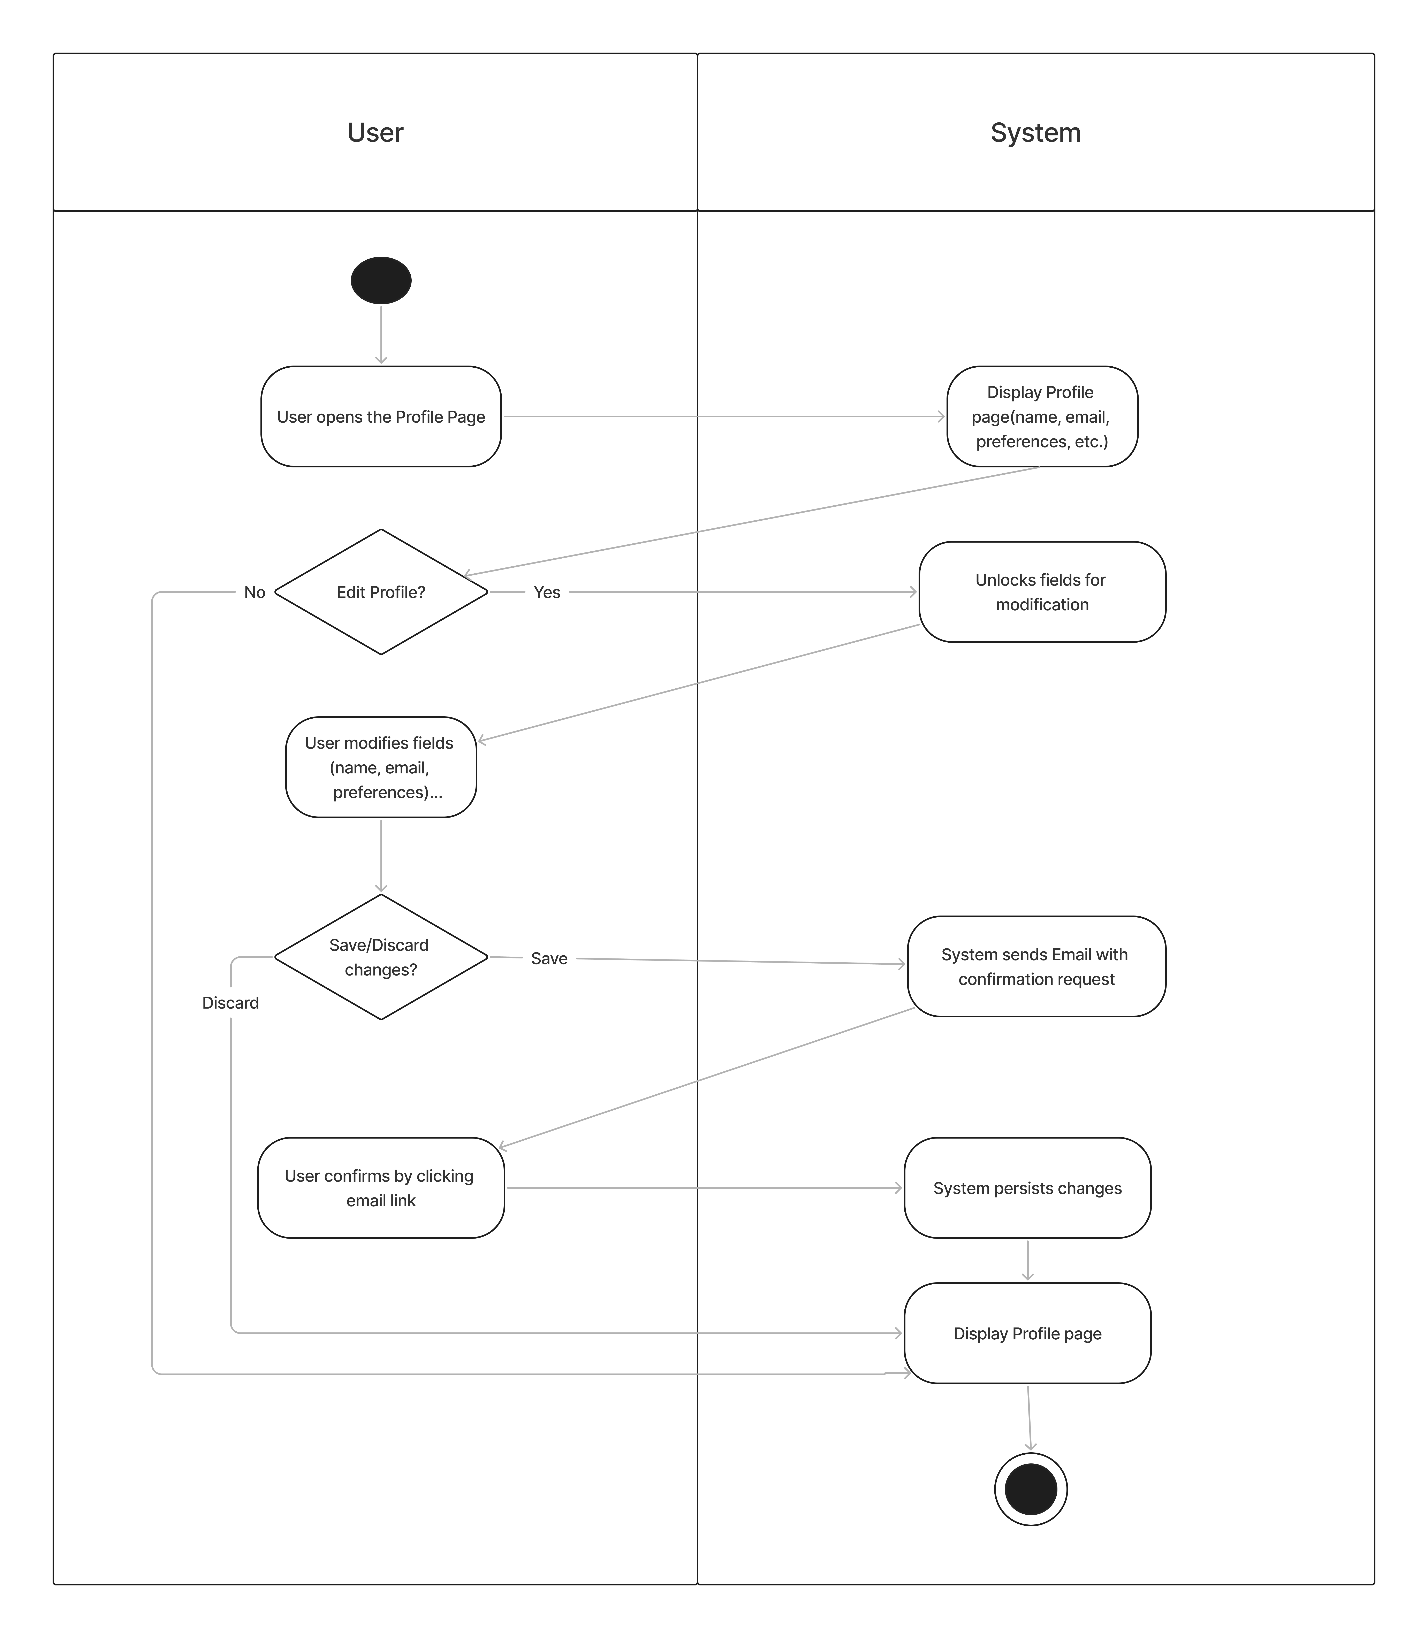 User
System
User opens the Profile Page
Display Profile
page(name, email,
preferences, etc.)
No
Edit Profile?
Yes
Unlocks fields for
modification
User modifies fields
(name, email,
preferences)...
Save/Discard
changes?
Save
Discard
System sends Email with
confirmation request
User confirms by clicking
email link
System persists changes
Display Profile page